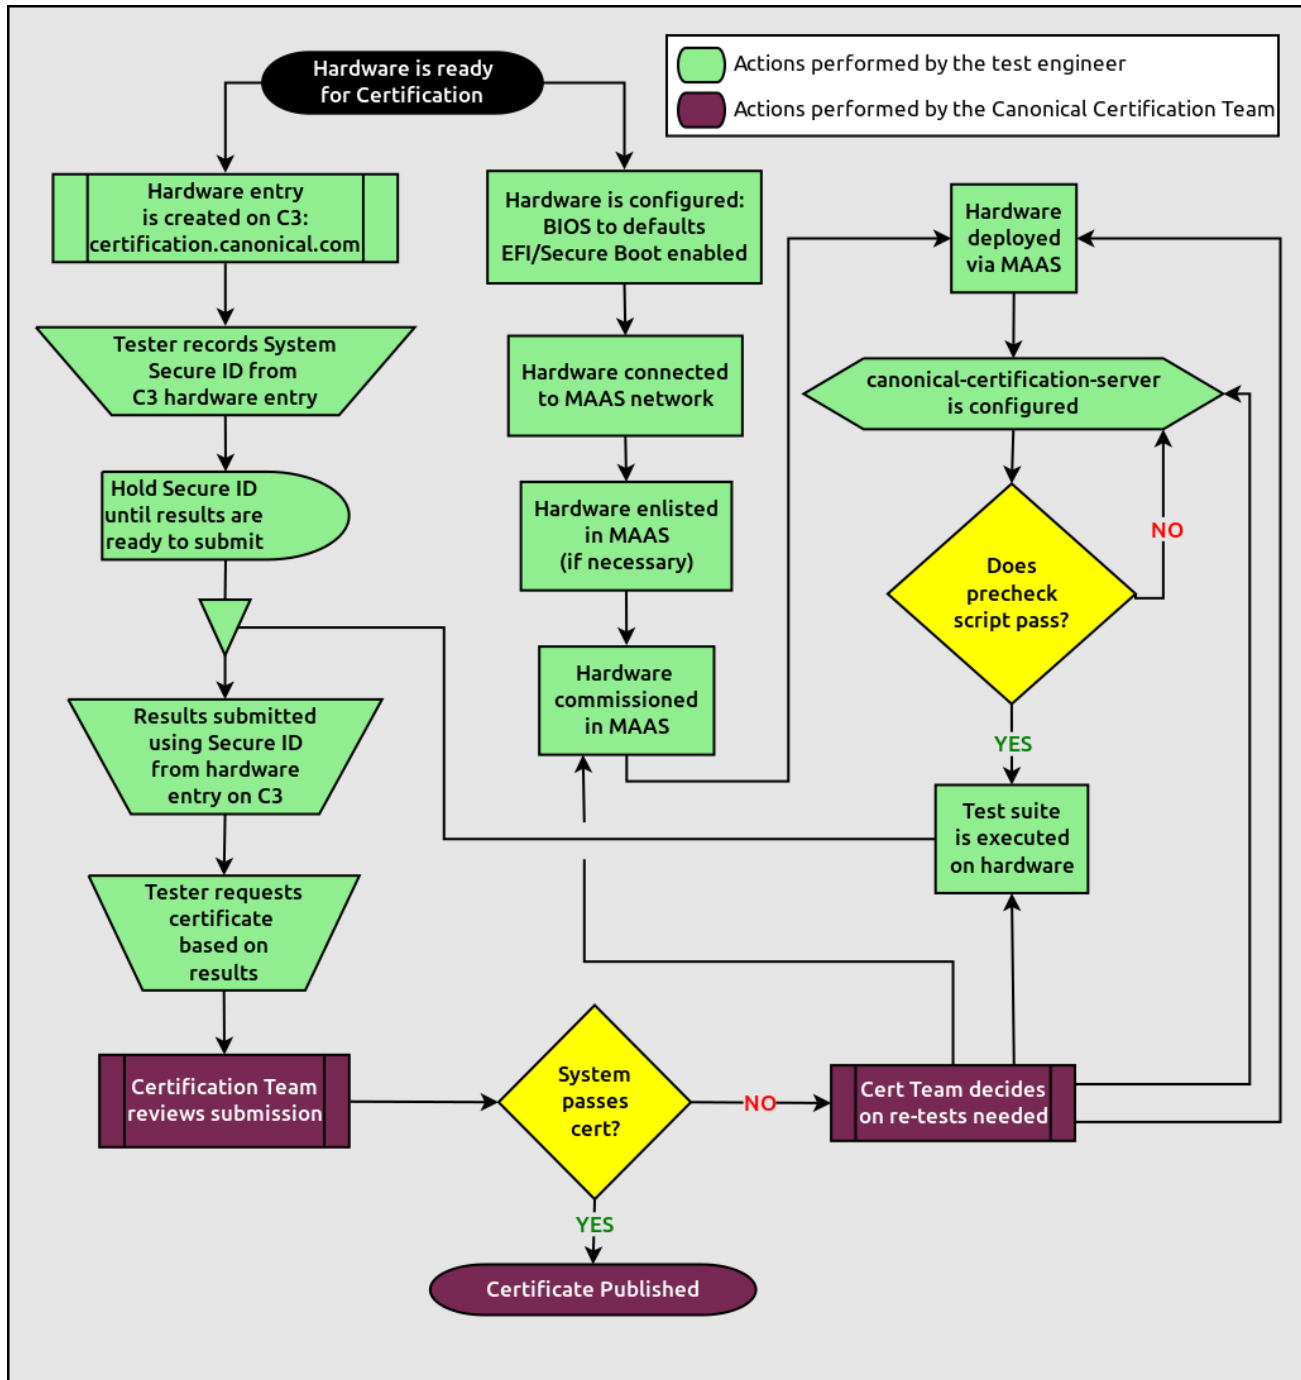 Hardware is ready
for Certification
Actions performed by the test engineer
Actions performed by the Canonical Certification Team
Hardware entry
is created on C3:
certification.canonical.com
Tester records System
Secure ID from
C3 hardware entry
Hold Secure ID
until results are
ready to submit
Results submitted
using Secure ID
from hardware
entry on C3
Tester requests
certificate
based on
results
Certification Team
reviews submission
Hardware is configured:
BIOS to defaults
EFI/Secure Boot enabled
Hardware connected
to MAAS network
Hardware enlisted
in MAAS
(if necessary)
Hardware
commissioned
in MAAS
Hardware
deployed
via MAAS
canonical-certification-server
is configured
Does
precheck
script pass?
NO
YES
Test suite
is executed
on hardware
System
passes
cert?
NO
Cert Team decides
on re-tests needed
YES
Certificate Published